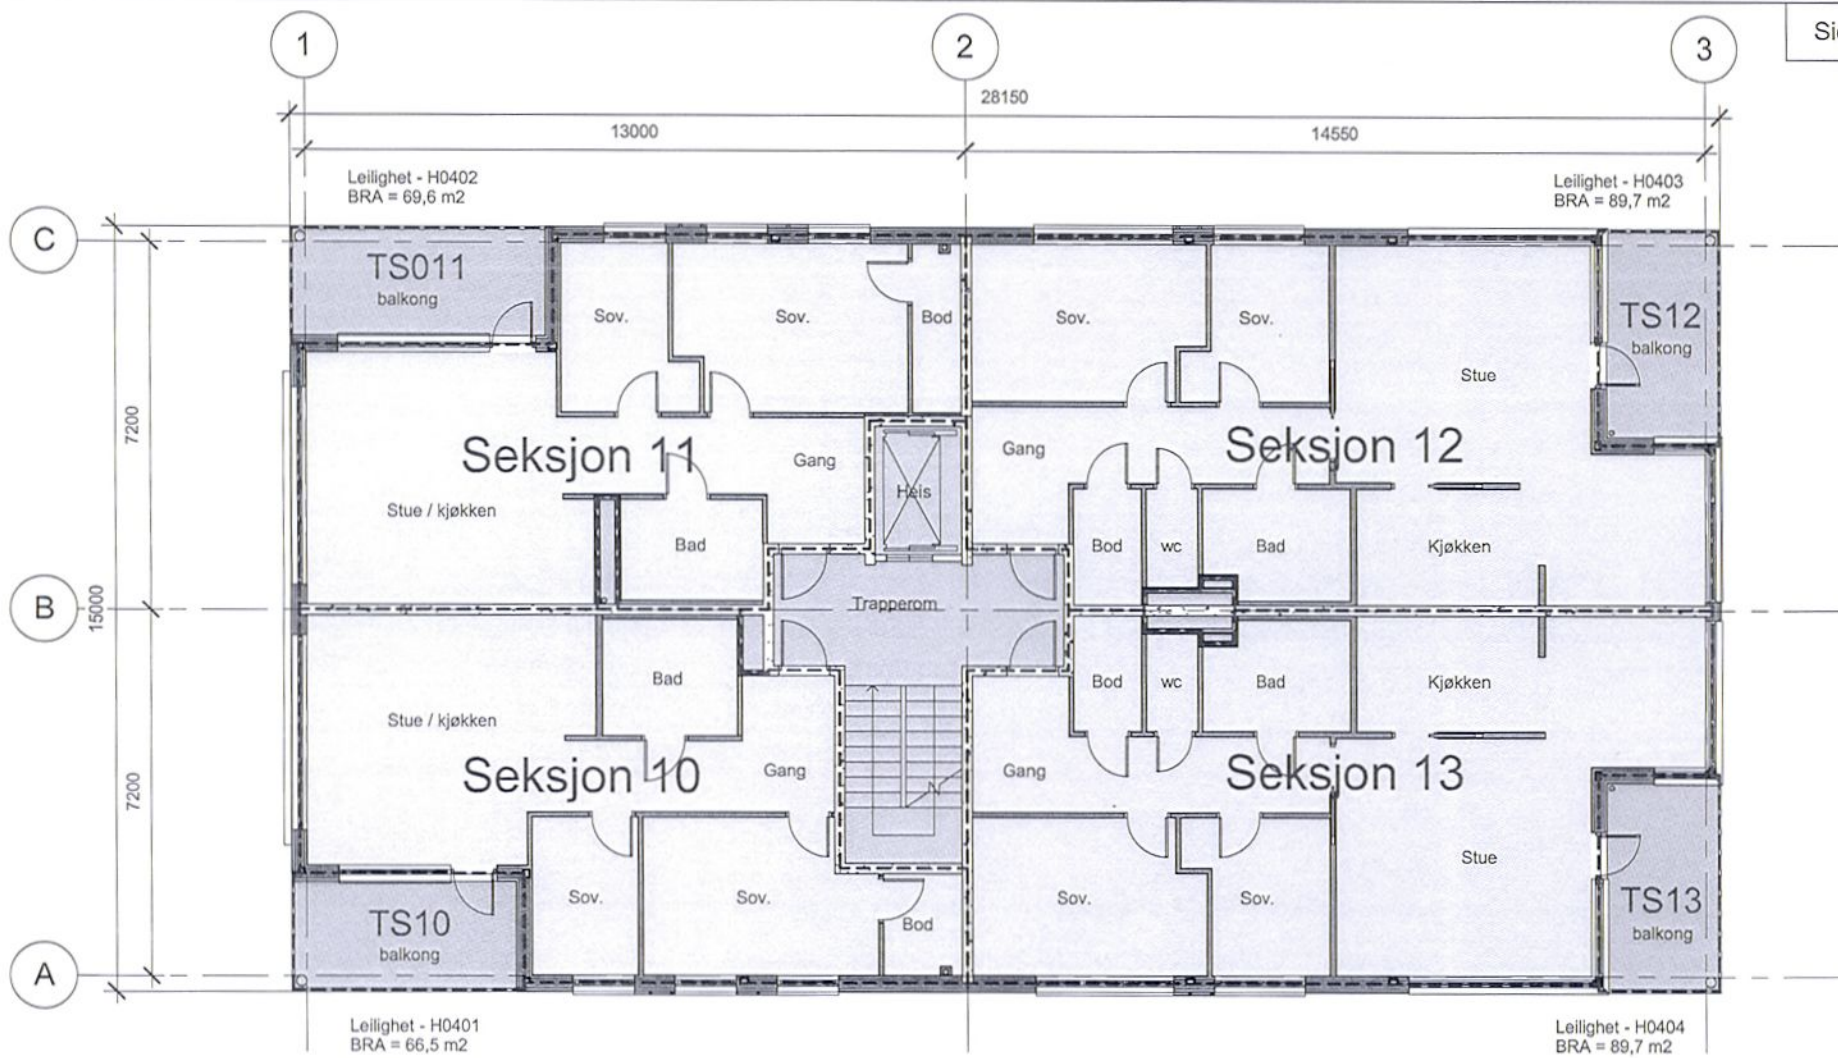 1
2
3
28150
13000
14550
Leilighet - H0402
BRA = 69,6 m2
Leilighet - H0403
BRA = 89,7 m2
C
TS011
balkong
Sov.
Sov.
Bod
Sov.
Sov.
TS12
balkong
Stue
7200
Seksjon 11
Gang
Heis
Gang
Seksjon 12
Stue / kjøkken
Bad
Bod
wc
Bad
Kjøkken
B
15000
Trapperom
Bad
Bod
wc
Bad
Kjøkken
Stue / kjøkken
7200
Seksjon 10
Gang
Gang
Seksjon 13
Stue
TS10
balkong
Sov.
Sov.
Bod
Sov.
Sov.
TS13
balkong
A
Leilighet - H0401
BRA = 66,5 m2
Leilighet - H0404
BRA = 89,7 m2